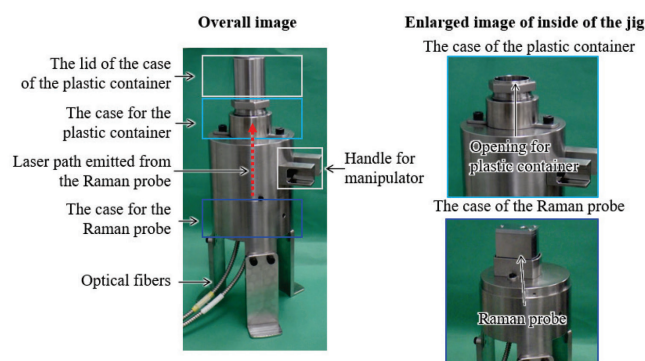 Overall image
Enlarged image of inside of the jig
The lid of the case
of the plastic container
The case for the
plastic container
Laser path emitted from
the Raman probe
The case for the
Raman probe
Optical fibers
Handle for
manipulator
The case of the plastic container
Opening for
plastic container
The case of the Raman probe
Raman probe